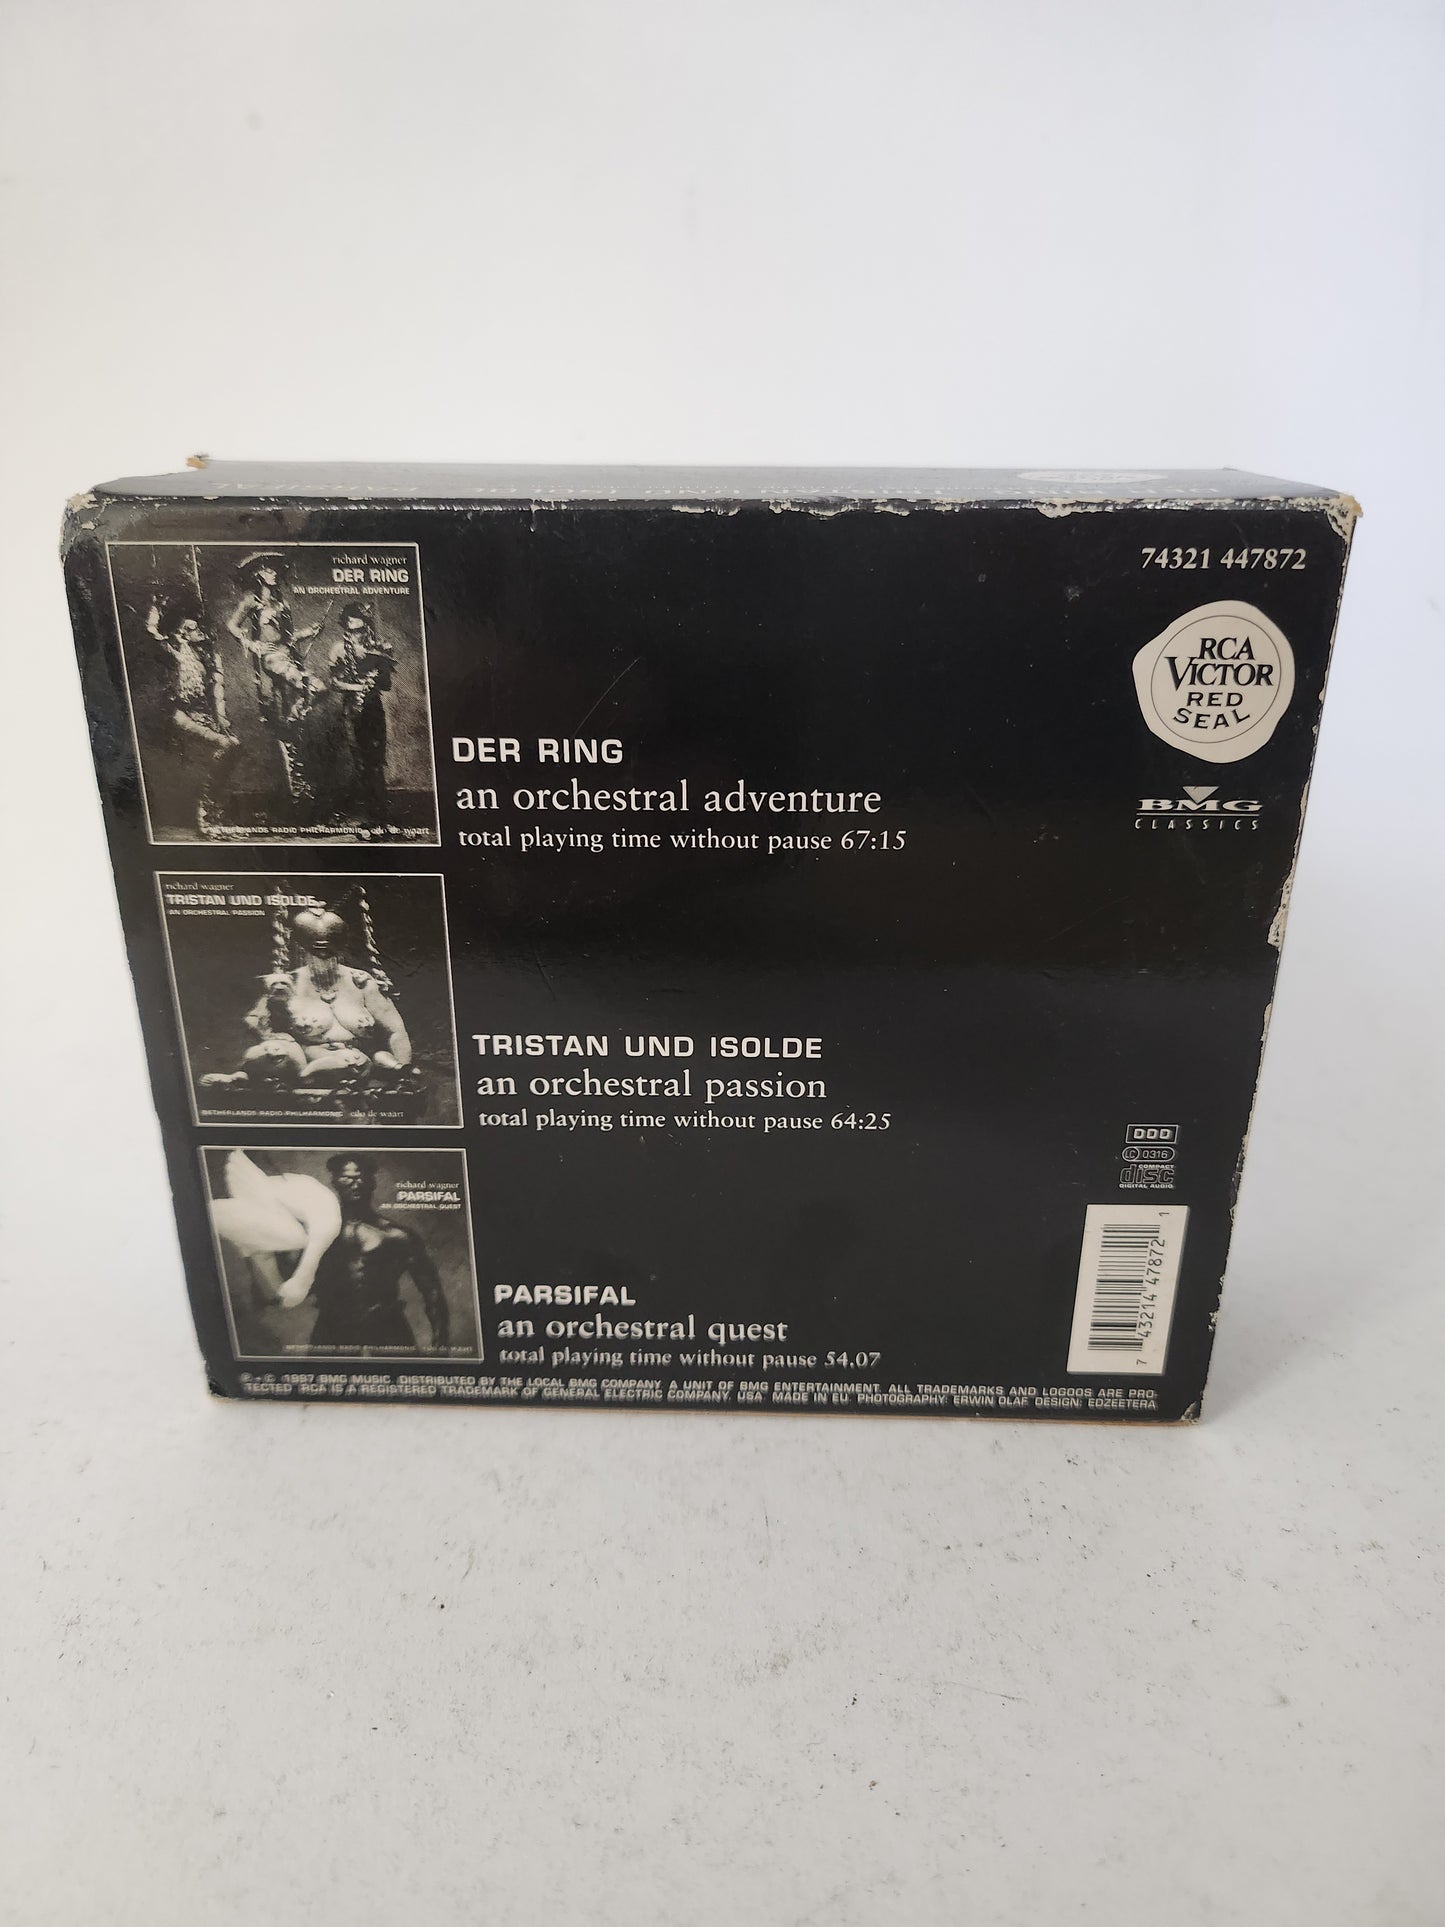 74321 447872
RCA
VICTOR
RED
SEAL
BMG
CLASSICS
richard wagner
DER RING
AN ORCHESTRAL ADVENTURE
NETHERLANDS RADIO PHILHARMONIC edo de waart
DER RING
an orchestral adventure
total playing time without pause 67:15
richard wagner
TRISTAN UND ISOLDE
AN ORCHESTRAL PASSION
NETHERLANDS RADIO PHILHARMONIC edo de waart
TRISTAN UND ISOLDE
an orchestral passion
total playing time without pause 64:25
richard wagner
PARSIFAL
AN ORCHESTRAL QUEST
NETHERLANDS RADIO PHILHARMONIC edo de waart
PARSIFAL
an orchestral quest
total playing time without pause 54.07
DDD
LC 0316
COMPACT
disc
DIGITAL AUDIO
7 43214 47872 1
℗ + © 1997 BMG MUSIC. DISTRIBUTED BY THE LOCAL BMG COMPANY, A UNIT OF BMG ENTERTAINMENT. ALL TRADEMARKS AND LOGOOS ARE PRO-
TECTED. RCA IS A REGISTERED TRADEMARK OF GENERAL ELECTRIC COMPANY, USA. MADE IN EU. PHOTOGRAPHY: ERWIN OLAF DESIGN: EDZEETERA